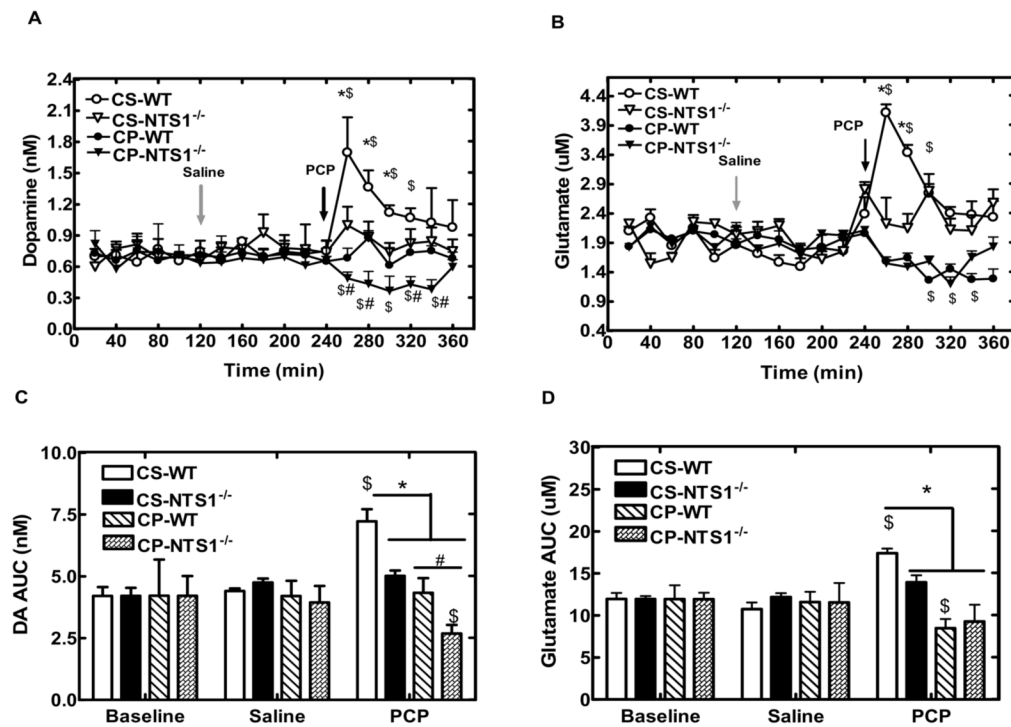 A
Dopamine (nM)
2.4
2.1
1.8
1.5
1.2
0.9
0.6
0.3
0.0
CS-WT
CS-NTS1-/-
CP-WT
CP-NTS1-/-
Saline
PCP
*$
*$
*$
$
$#
$#
$
$#
$#
0 40 80 120 160 200 240 280 320 360
Time (min)
B
Glutamate (uM)
4.4
3.9
3.4
2.9
2.4
1.9
1.4
0.9
0.4
CS-WT
CS-NTS1-/-
CP-WT
CP-NTS1-/-
Saline
PCP
*$
*$
$
$ $ $
0 40 80 120 160 200 240 280 320 360
Time (min)
C
DA AUC (nM)
10.0
7.5
5.0
2.5
0.0
CS-WT
CS-NTS1-/-
CP-WT
CP-NTS1-/-
$ *
#
$
Baseline Saline PCP
D
Glutamate AUC (uM)
30
25
20
15
10
5
0
CS-WT
CS-NTS1-/-
CP-WT
CP-NTS1-/-
*
$
$
Baseline Saline PCP